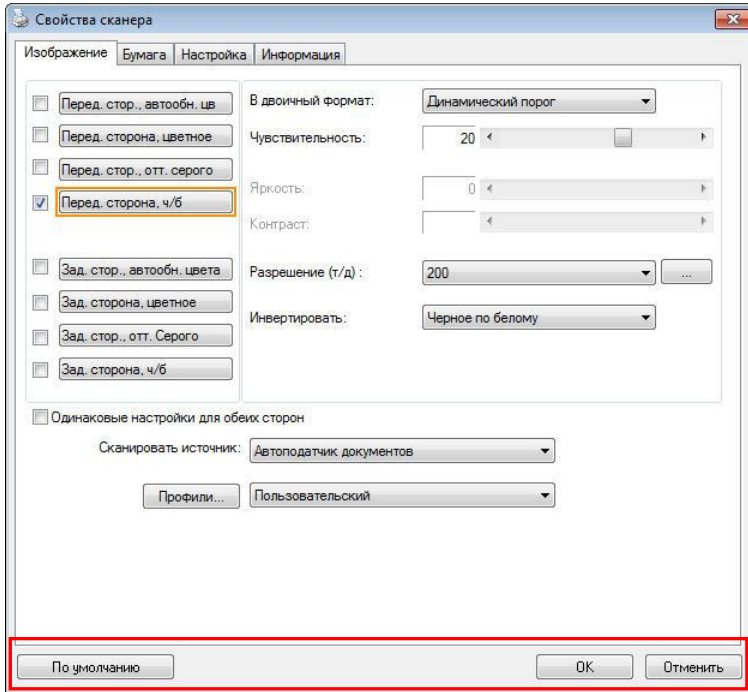 Свойства сканера
Изображение Бумага Настройка Информация
Перед. стор., автообн. цв
Перед. сторона, цветное
Перед. стор., отт. серого
Перед. сторона, ч/б
Зад. стор., автообн. цвета
Зад. сторона, цветное
Зад. стор., отт. Серого
Зад. сторона, ч/б
В двоичный формат: Динамический порог
Чувствительность: 20
Яркость: 0
Контраст:
Разрешение (т/д) : 200 ...
Инвертировать: Черное по белому
Одинаковые настройки для обеих сторон
Сканировать источник: Автоподатчик документов
Профили... Пользовательский
По умолчанию OK Отменить